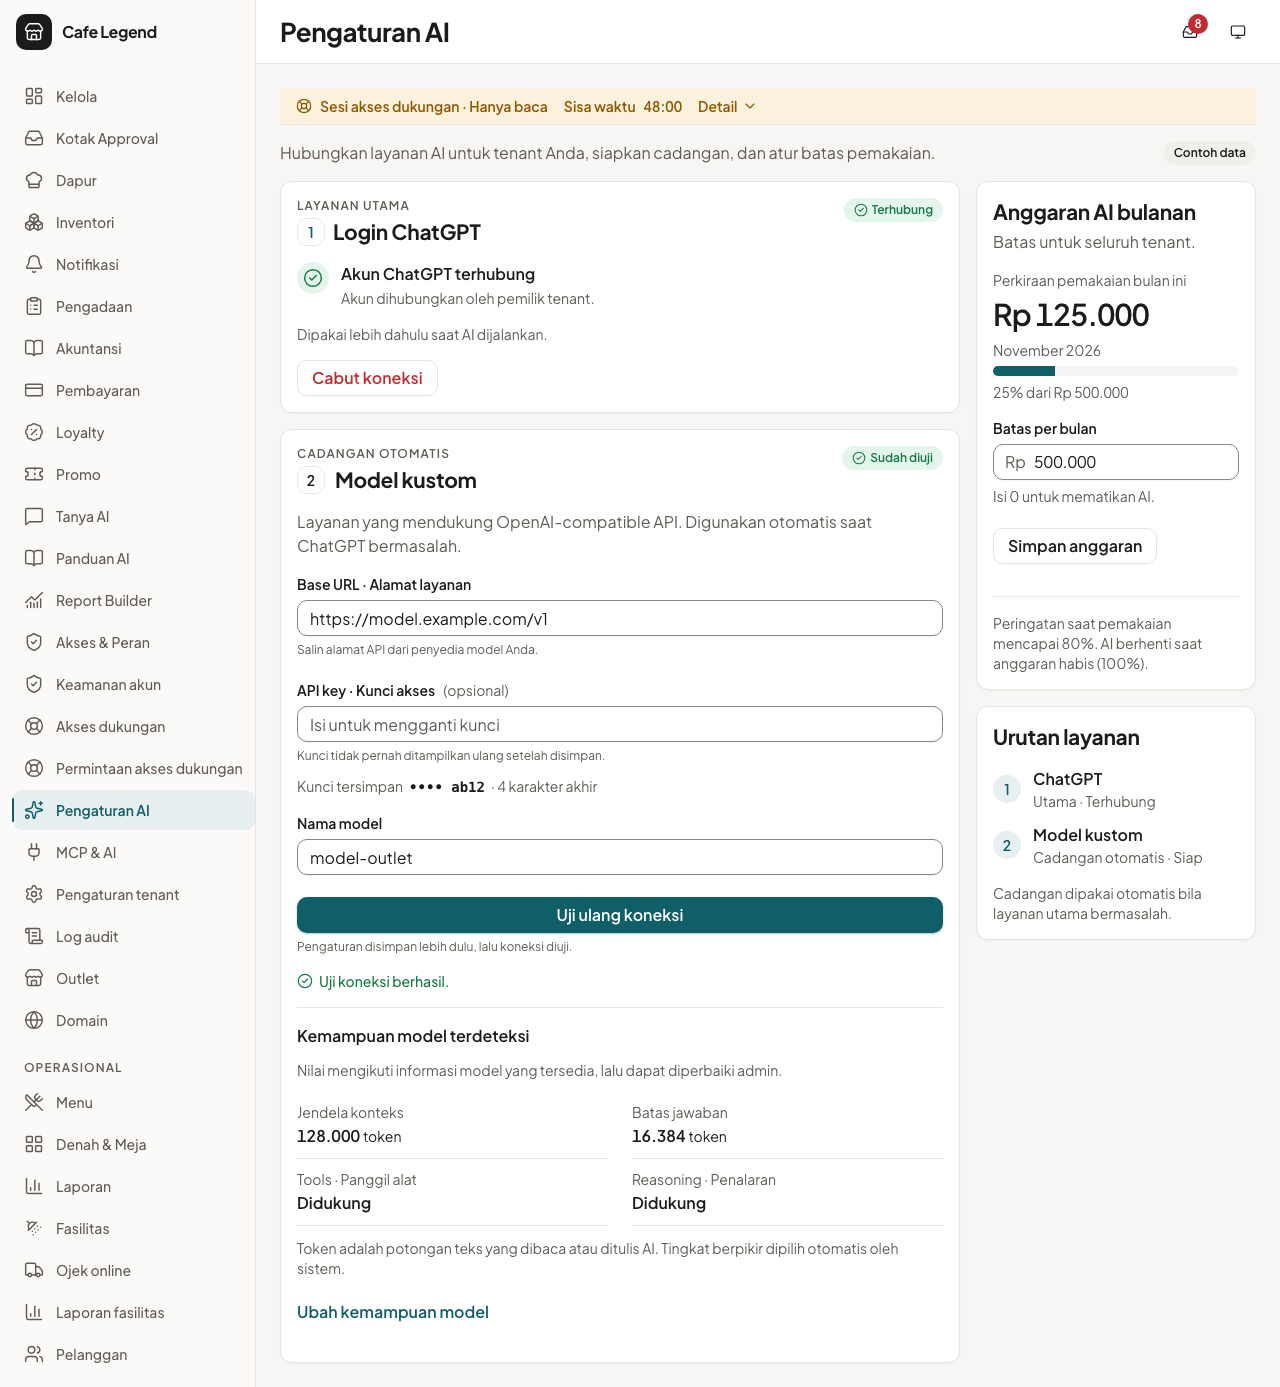 Cafe Legend
Kelola
Kotak Approval
Dapur
Inventori
Notifikasi
Pengadaan
Akuntansi
Pembayaran
Loyalty
Promo
Tanya AI
Panduan AI
Report Builder
Akses & Peran
Keamanan akun
Akses dukungan
Permintaan akses dukungan
Pengaturan AI
MCP & AI
Pengaturan tenant
Log audit
Outlet
Domain
OPERASIONAL
Menu
Denah & Meja
Laporan
Fasilitas
Ojek online
Laporan fasilitas
Pelanggan
Pengaturan AI
8
Sesi akses dukungan · Hanya baca Sisa waktu 48:00 Detail
Hubungkan layanan AI untuk tenant Anda, siapkan cadangan, dan atur batas pemakaian.
Contoh data
LAYANAN UTAMA
Terhubung
1 Login ChatGPT
Akun ChatGPT terhubung
Akun dihubungkan oleh pemilik tenant.
Dipakai lebih dahulu saat AI dijalankan.
Cabut koneksi
CADANGAN OTOMATIS
Sudah diuji
2 Model kustom
Layanan yang mendukung OpenAI-compatible API. Digunakan otomatis saat
ChatGPT bermasalah.
Base URL · Alamat layanan
https://model.example.com/v1
Salin alamat API dari penyedia model Anda.
API key · Kunci akses (opsional)
Isi untuk mengganti kunci
Kunci tidak pernah ditampilkan ulang setelah disimpan.
Kunci tersimpan •••• ab12 · 4 karakter akhir
Nama model
model-outlet
Uji ulang koneksi
Pengaturan disimpan lebih dulu, lalu koneksi diuji.
Uji koneksi berhasil.
Kemampuan model terdeteksi
Nilai mengikuti informasi model yang tersedia, lalu dapat diperbaiki admin.
Jendela konteks
128.000 token
Batas jawaban
16.384 token
Tools · Panggil alat
Didukung
Reasoning · Penalaran
Didukung
Token adalah potongan teks yang dibaca atau ditulis AI. Tingkat berpikir dipilih otomatis oleh
sistem.
Ubah kemampuan model
Anggaran AI bulanan
Batas untuk seluruh tenant.
Perkiraan pemakaian bulan ini
Rp 125.000
November 2026
25% dari Rp 500.000
Batas per bulan
Rp 500.000
Isi 0 untuk mematikan AI.
Simpan anggaran
Peringatan saat pemakaian
mencapai 80%. AI berhenti saat
anggaran habis (100%).
Urutan layanan
1 ChatGPT
Utama · Terhubung
2 Model kustom
Cadangan otomatis · Siap
Cadangan dipakai otomatis bila
layanan utama bermasalah.